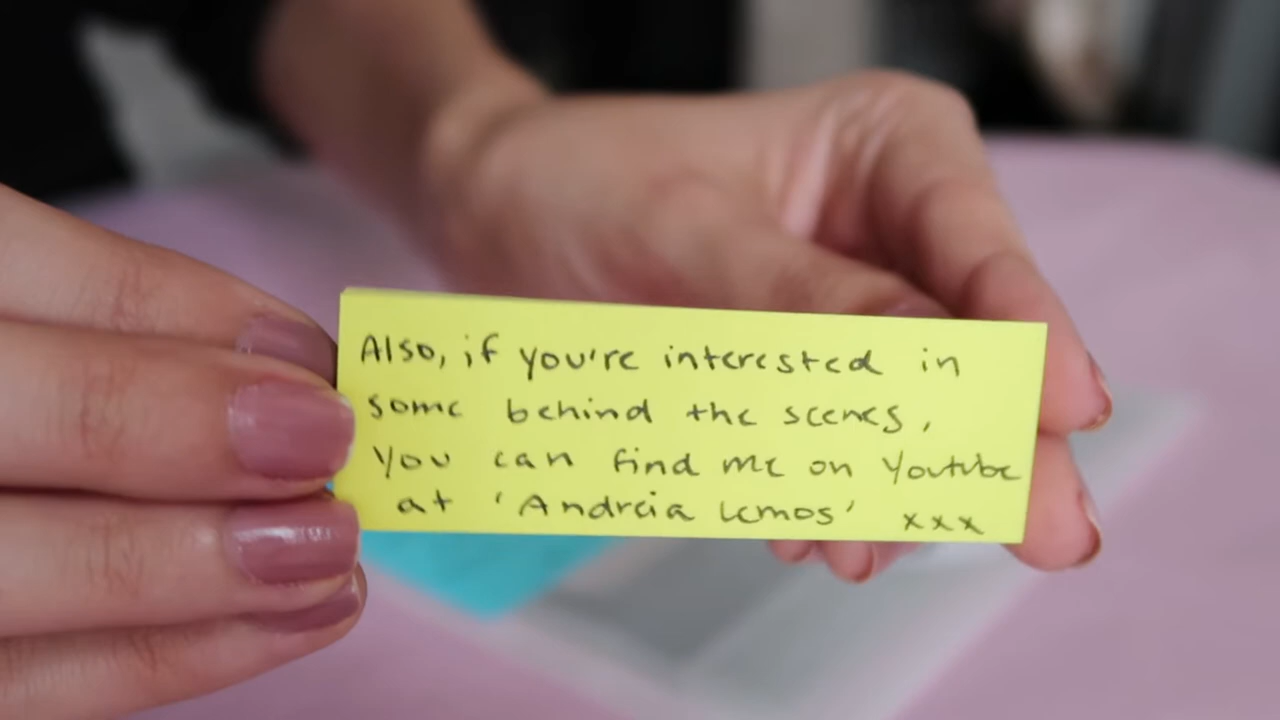 Also, if you're interested in
some behind the scenes,
You can find me on Youtube
at 'Andreia Lemos' xxx